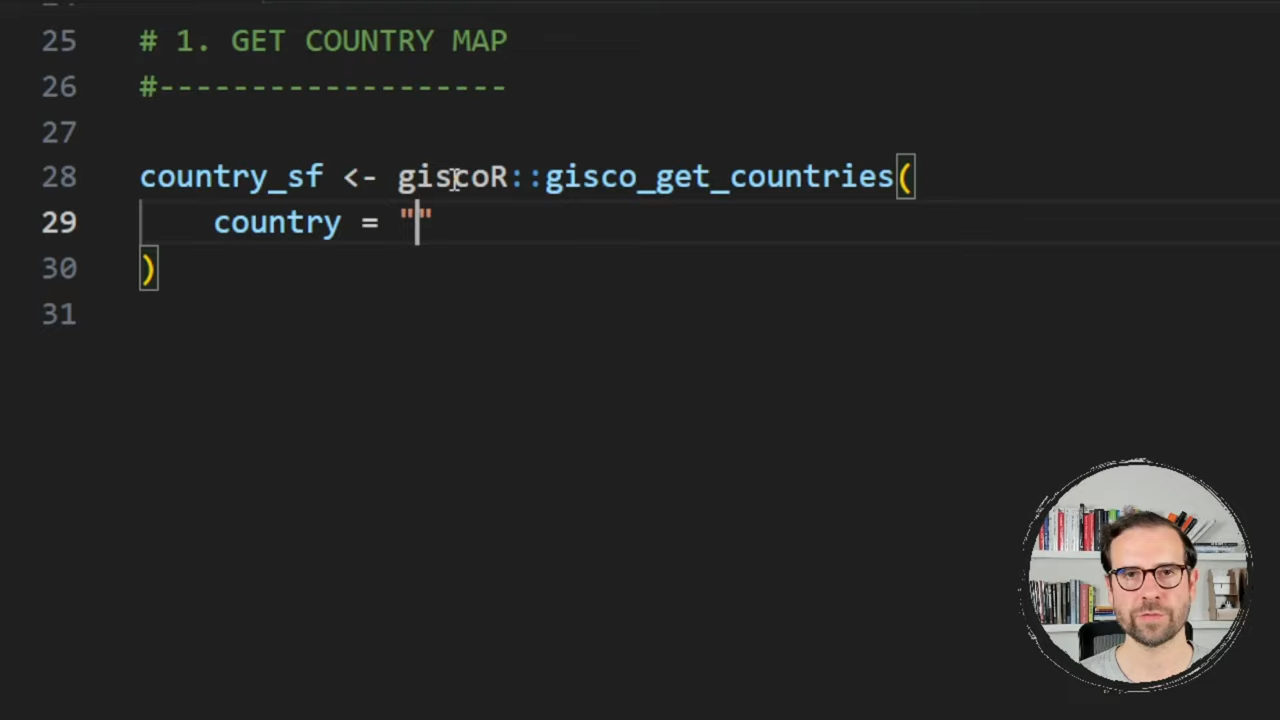 25 # 1. GET COUNTRY MAP
26 #-------------------
27
28 country_sf <- giscoR::gisco_get_countries(
29     country = ""
30 )
31